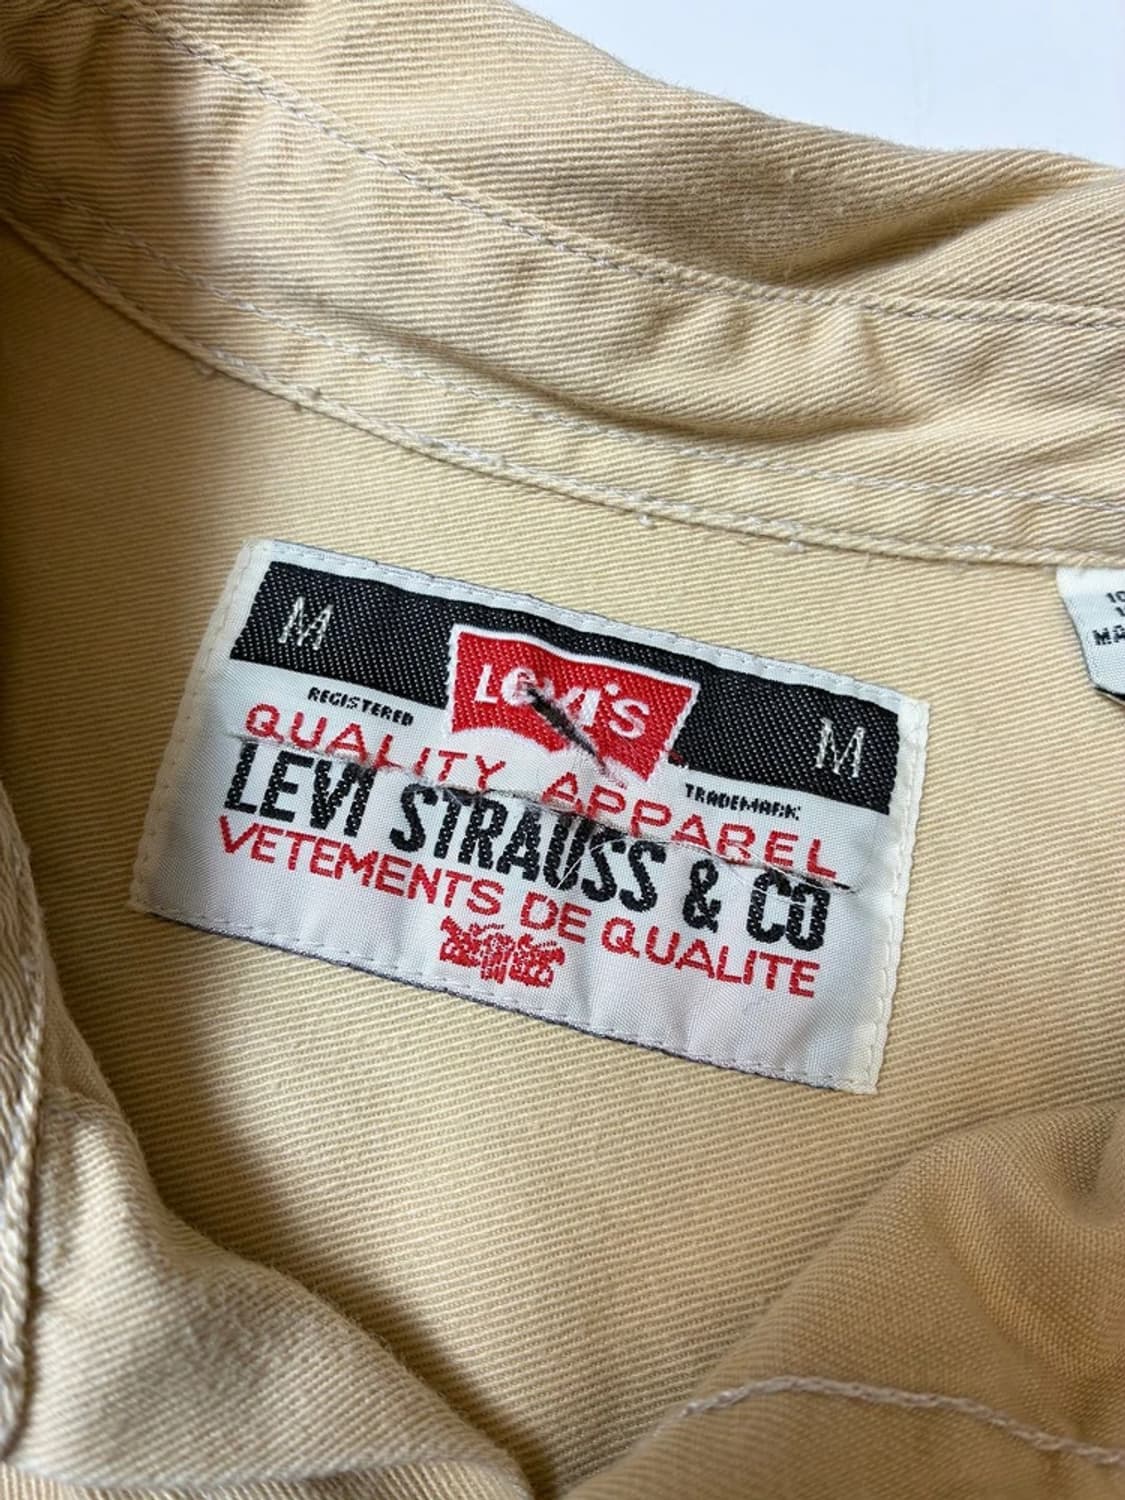 M
LEVI'S
M
REGISTERED
TRADEMARK
QUALITY APPAREL
LEVI STRAUSS & CO
VETEMENTS DE QUALITE